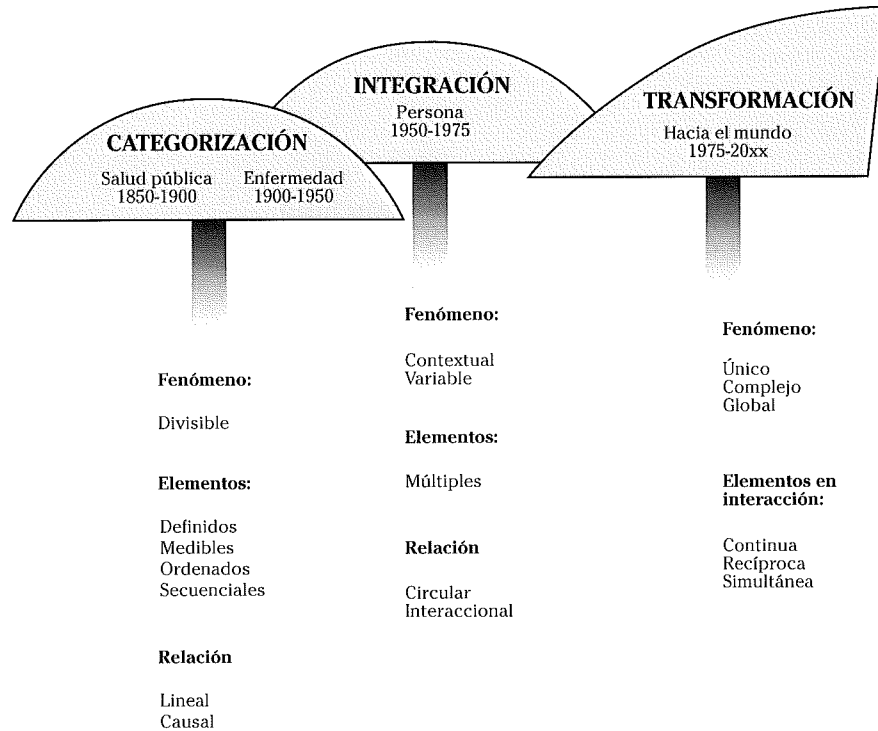 CATEGORIZACIÓN
Salud pública
1850-1900
Enfermedad
1900-1950
Fenómeno:
Divisible
Elementos:
Definidos
Medibles
Ordenados
Secuenciales
Relación
Lineal
Causal
INTEGRACIÓN
Persona
1950-1975
Fenómeno:
Contextual
Variable
Elementos:
Múltiples
Relación
Circular
Interaccional
TRANSFORMACIÓN
Hacia el mundo
1975-20xx
Fenómeno:
Único
Complejo
Global
Elementos en
interacción:
Continua
Recíproca
Simultánea